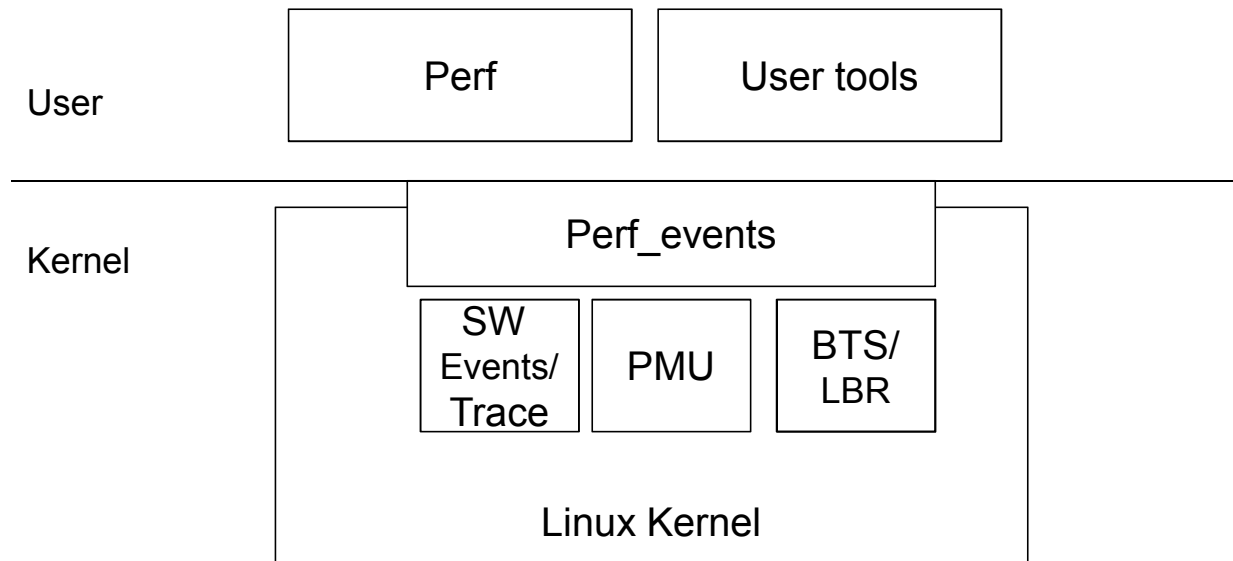 Perf
User tools
User
Perf_events
Kernel
SW
Events/
Trace
PMU
BTS/
LBR
Linux Kernel